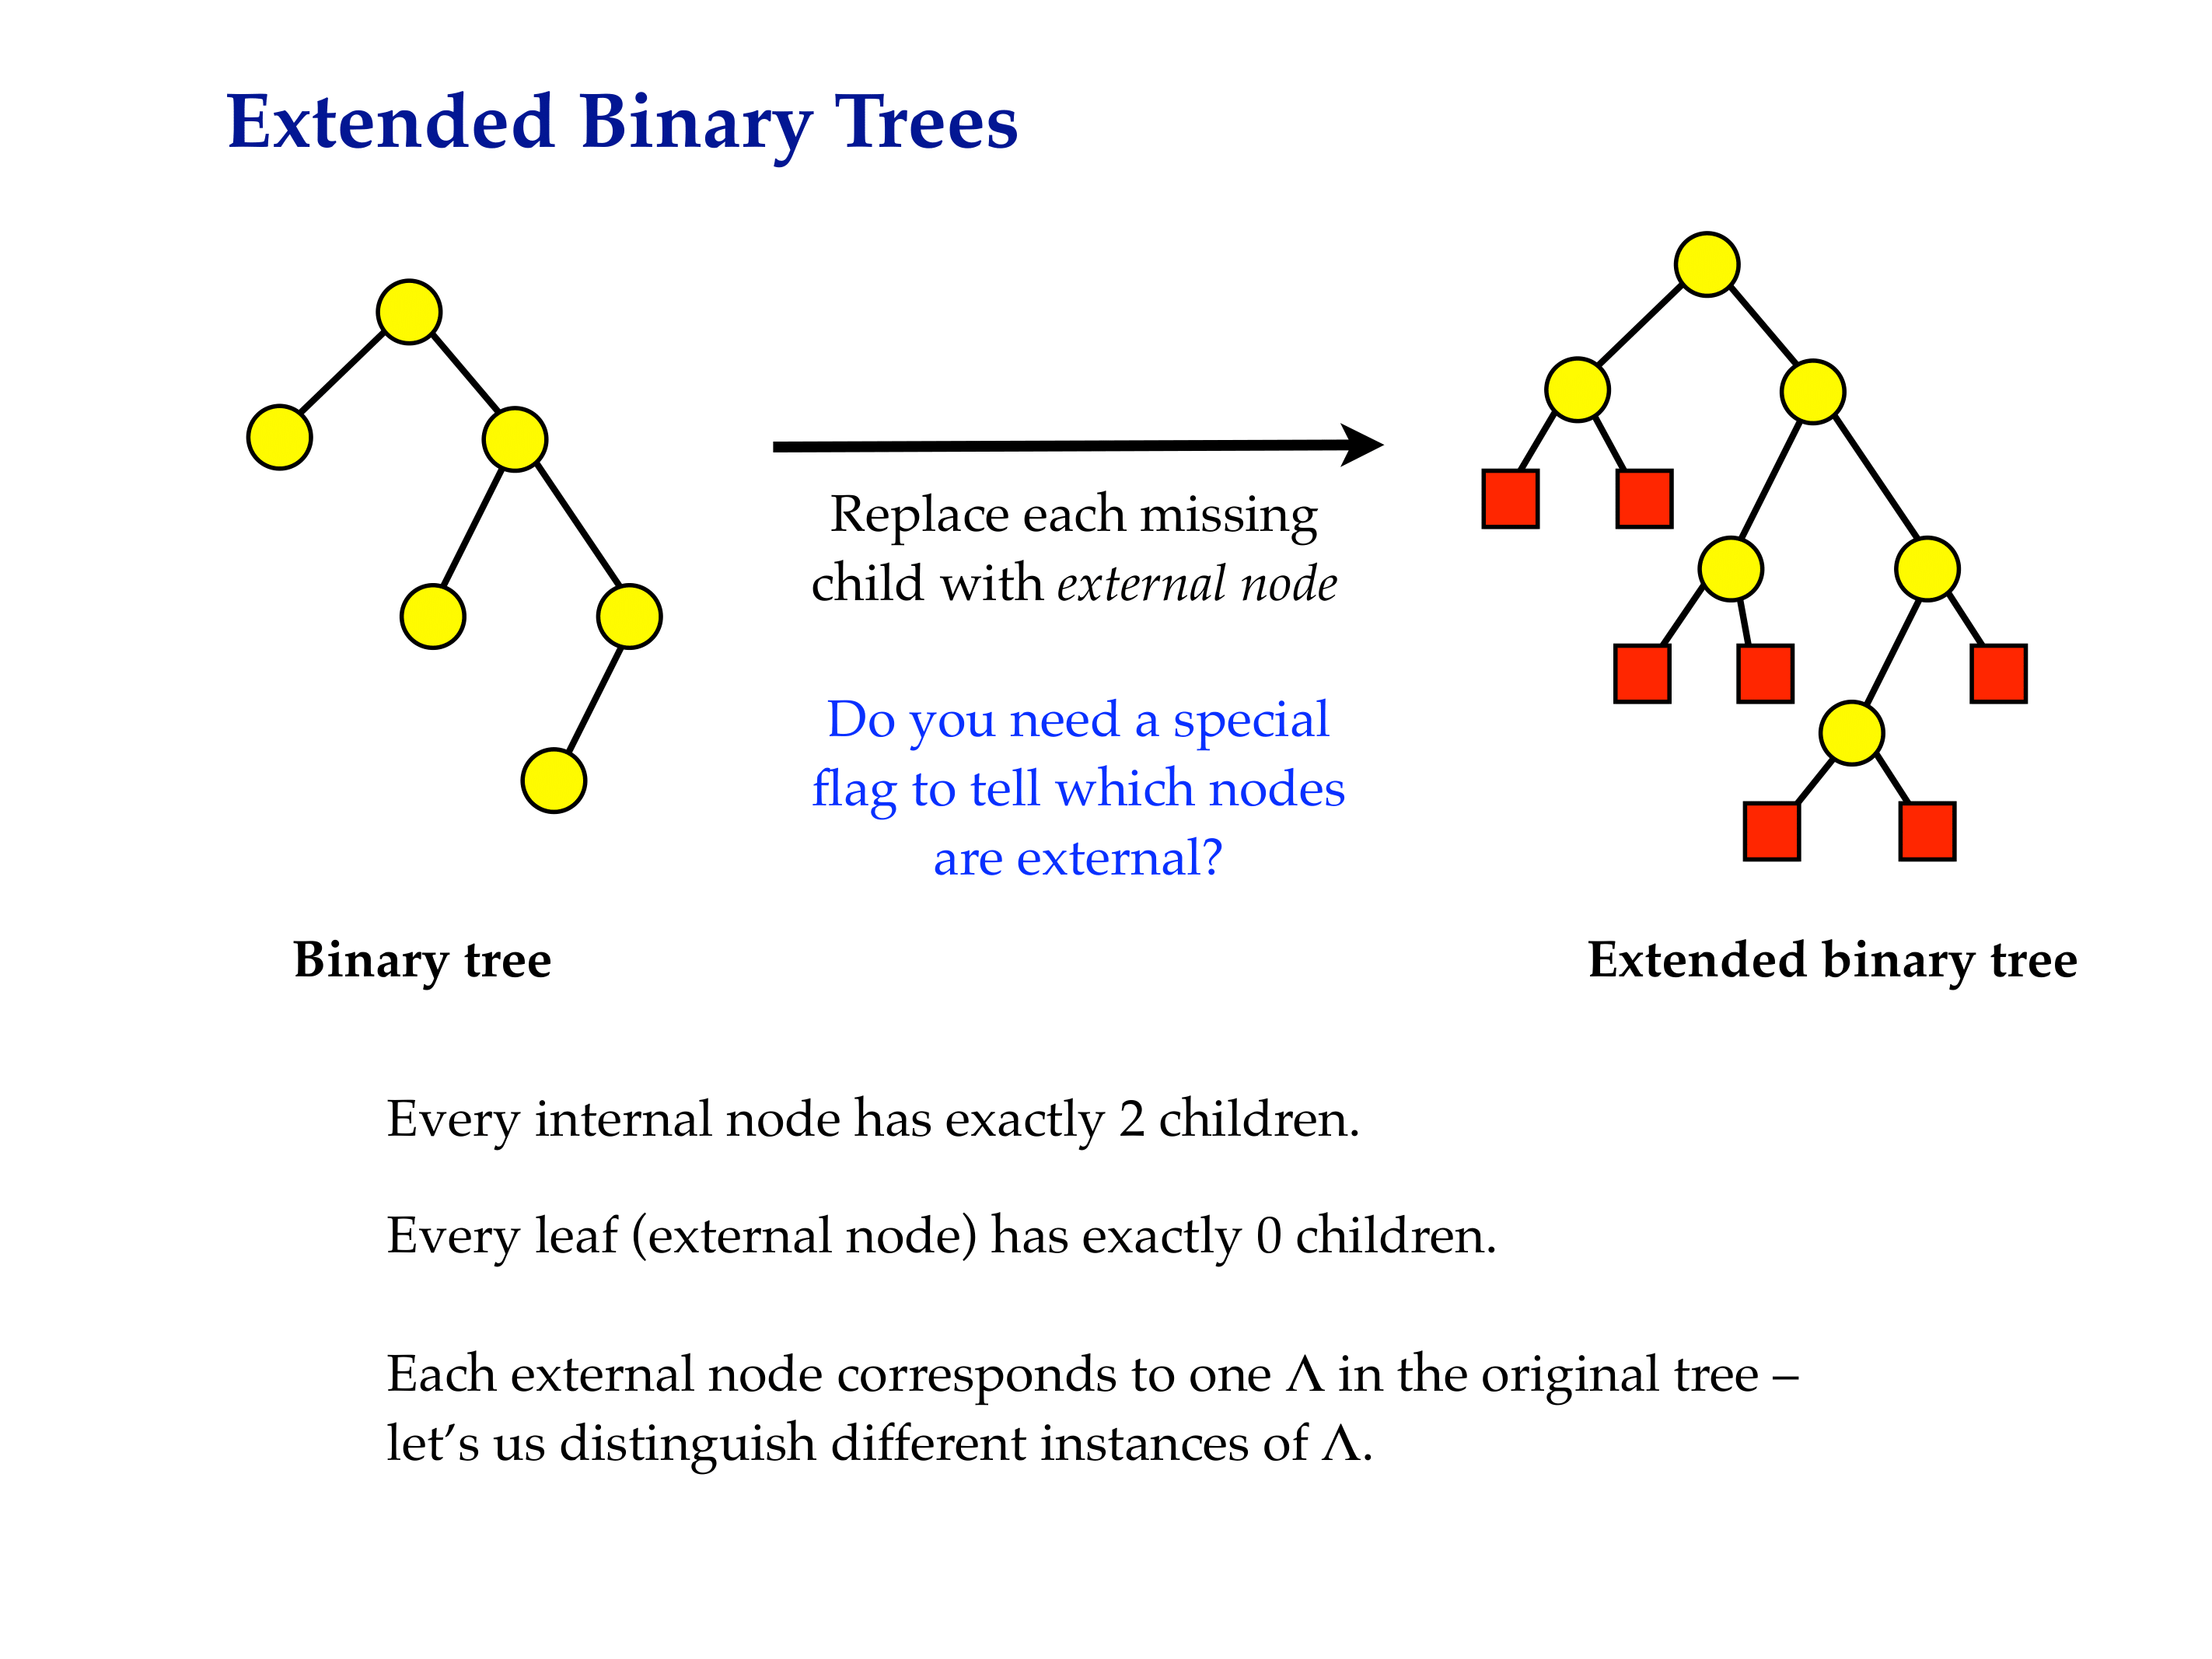 Extended Binary Trees
Replace each missing
child with external node
Do you need a special
flag to tell which nodes
are external?
Binary tree
Extended binary tree
Every internal node has exactly 2 children.
Every leaf (external node) has exactly 0 children.
Each external node corresponds to one Λ in the original tree –
let’s us distinguish different instances of Λ.